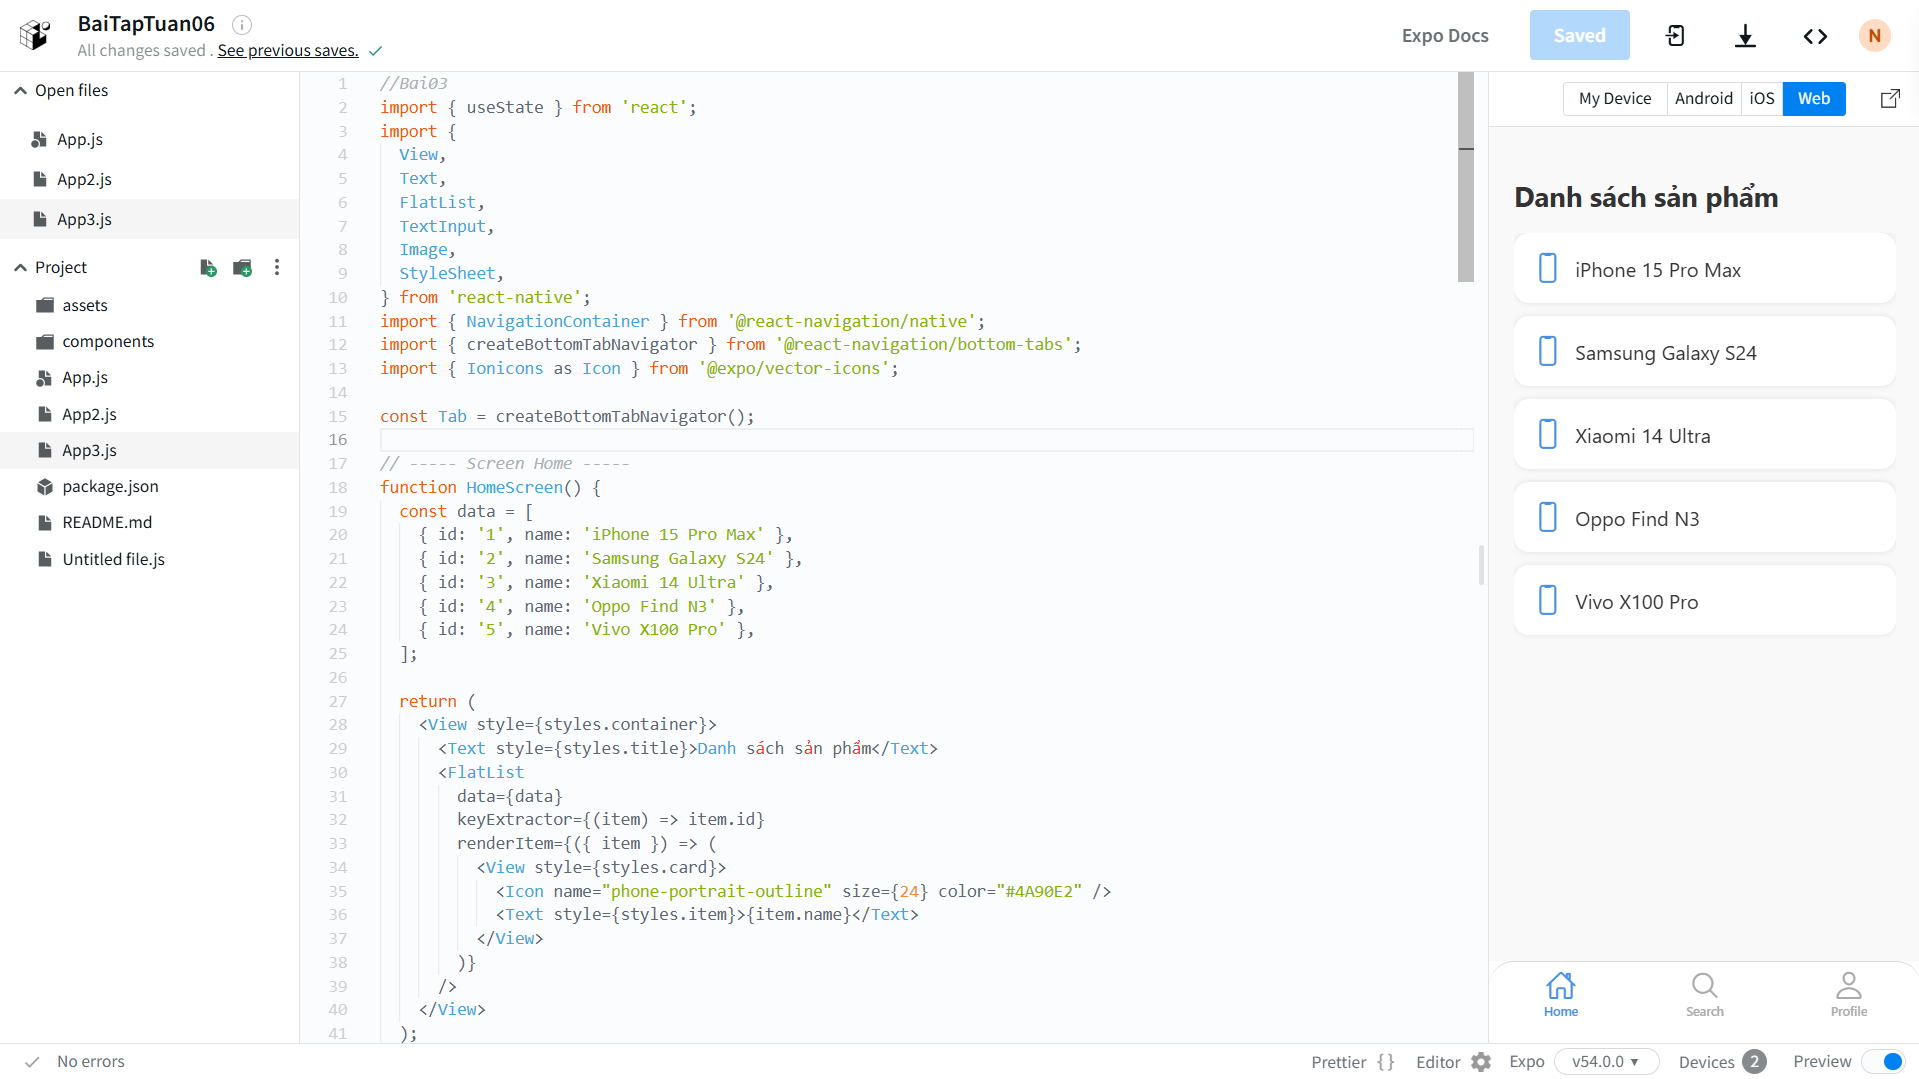 BaiTapTuan06
All changes saved . See previous saves.
Expo Docs
Saved
N
Open files
App.js
App2.js
App3.js
Project
assets
components
App.js
App2.js
App3.js
package.json
README.md
Untitled file.js
1 //Bai03
2 import { useState } from 'react';
3 import {
4 View,
5 Text,
6 FlatList,
7 TextInput,
8 Image,
9 StyleSheet,
10 } from 'react-native';
11 import { NavigationContainer } from '@react-navigation/native';
12 import { createBottomTabNavigator } from '@react-navigation/bottom-tabs';
13 import { Ionicons as Icon } from '@expo/vector-icons';
14
15 const Tab = createBottomTabNavigator();
16
17 // ----- Screen Home -----
18 function HomeScreen() {
19 const data = [
20 { id: '1', name: 'iPhone 15 Pro Max' },
21 { id: '2', name: 'Samsung Galaxy S24' },
22 { id: '3', name: 'Xiaomi 14 Ultra' },
23 { id: '4', name: 'Oppo Find N3' },
24 { id: '5', name: 'Vivo X100 Pro' },
25 ];
26
27 return (
28 <View style={styles.container}>
29 <Text style={styles.title}>Danh sách sản phẩm</Text>
30 <FlatList
31 data={data}
32 keyExtractor={(item) => item.id}
33 renderItem={({ item }) => (
34 <View style={styles.card}>
35 <Icon name="phone-portrait-outline" size={24} color="#4A90E2" />
36 <Text style={styles.item}>{item.name}</Text>
37 </View>
38 )}
39 />
40 </View>
41 );
My Device
Android
iOS
Web
Danh sách sản phẩm
iPhone 15 Pro Max
Samsung Galaxy S24
Xiaomi 14 Ultra
Oppo Find N3
Vivo X100 Pro
Home
Search
Profile
No errors
Prettier {}
Editor
Expo
v54.0.0
Devices 2
Preview